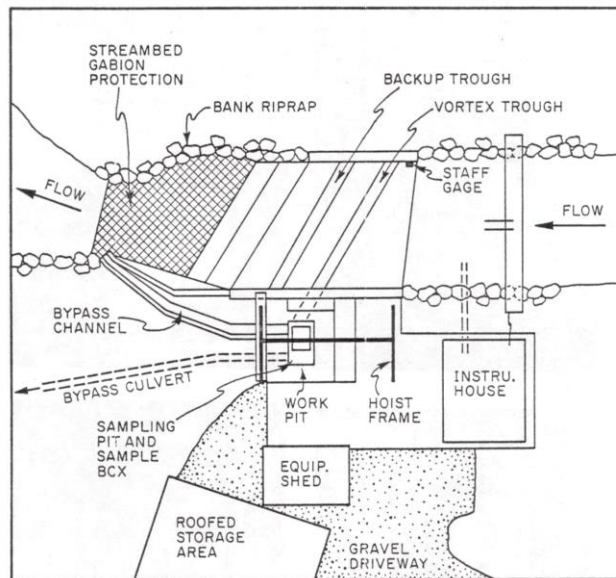 STREAMBED
GABION
PROTECTION
BACKUP TROUGH
BANK RIPRAP
VORTEX TROUGH
STAFF
GAGE
FLOW
FLOW
BYPASS
CHANNEL
BYPASS CULVERT
SAMPLING
PIT AND
SAMPLE
BCX
WORK
PIT
HOIST
FRAME
INSTRU.
HOUSE
EQUIP.
SHED
ROOFED
STORAGE
AREA
GRAVEL
DRIVEWAY